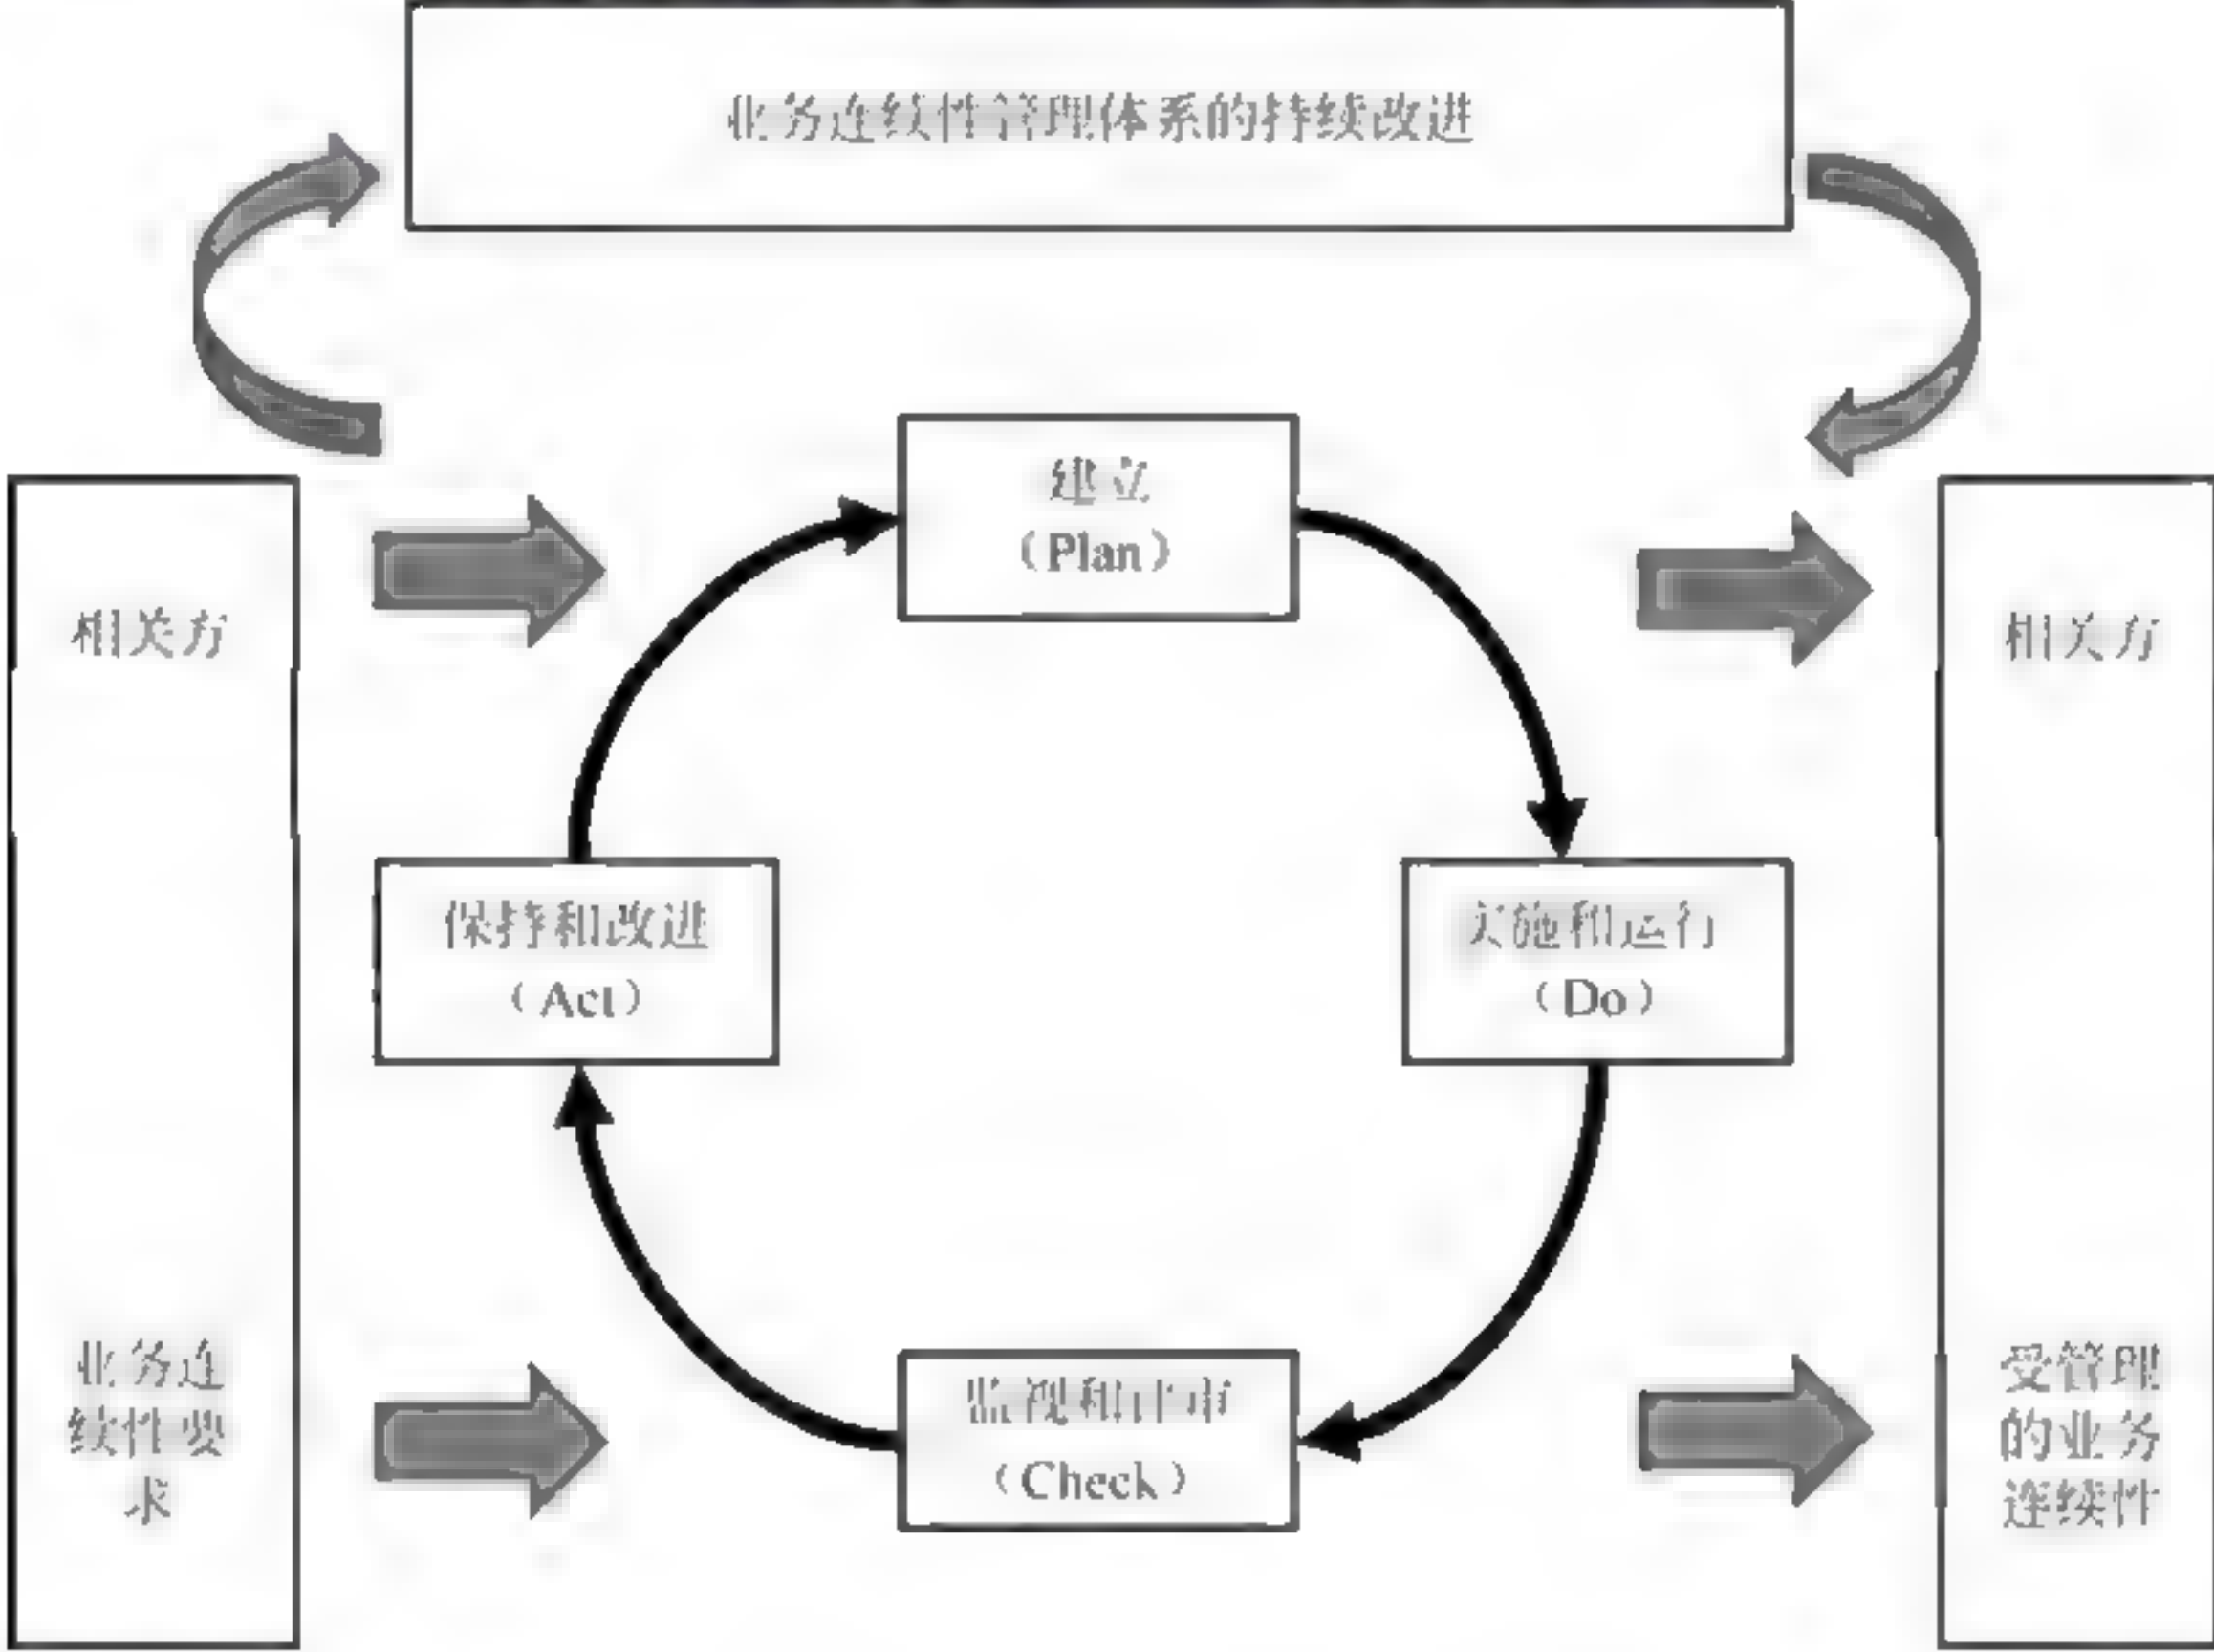 业务连续性管理体系的持续改进
建立
(Plan)
相关方
相关方
保持和改进
(Act)
实施和运行
(Do)
业务连
续性要
求
监视和评审
(Check)
受管理
的业务
连续性